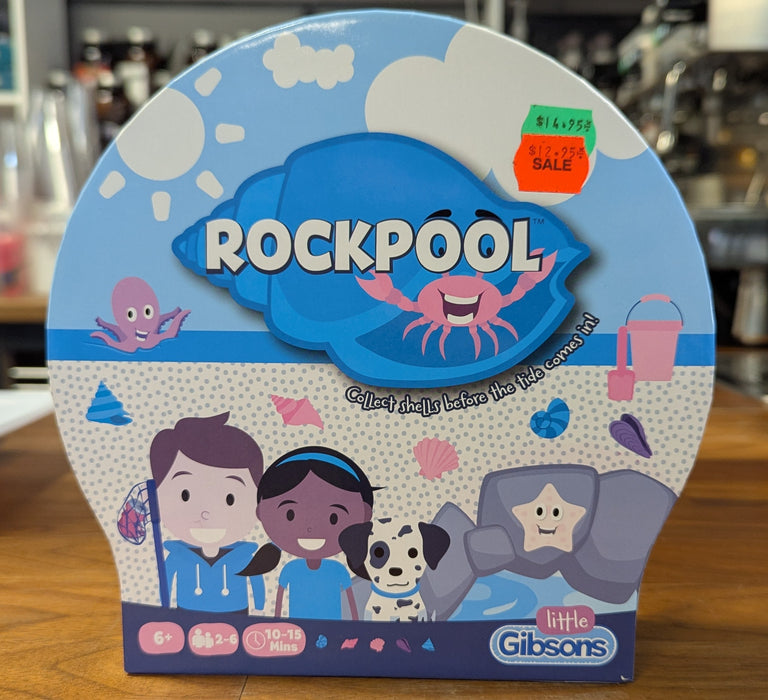 $14.95
$12.95
SALE
ROCKPOOL™
Collect shells before the tide comes in!
6+
2-6
10-15
Mins
little
Gibsons